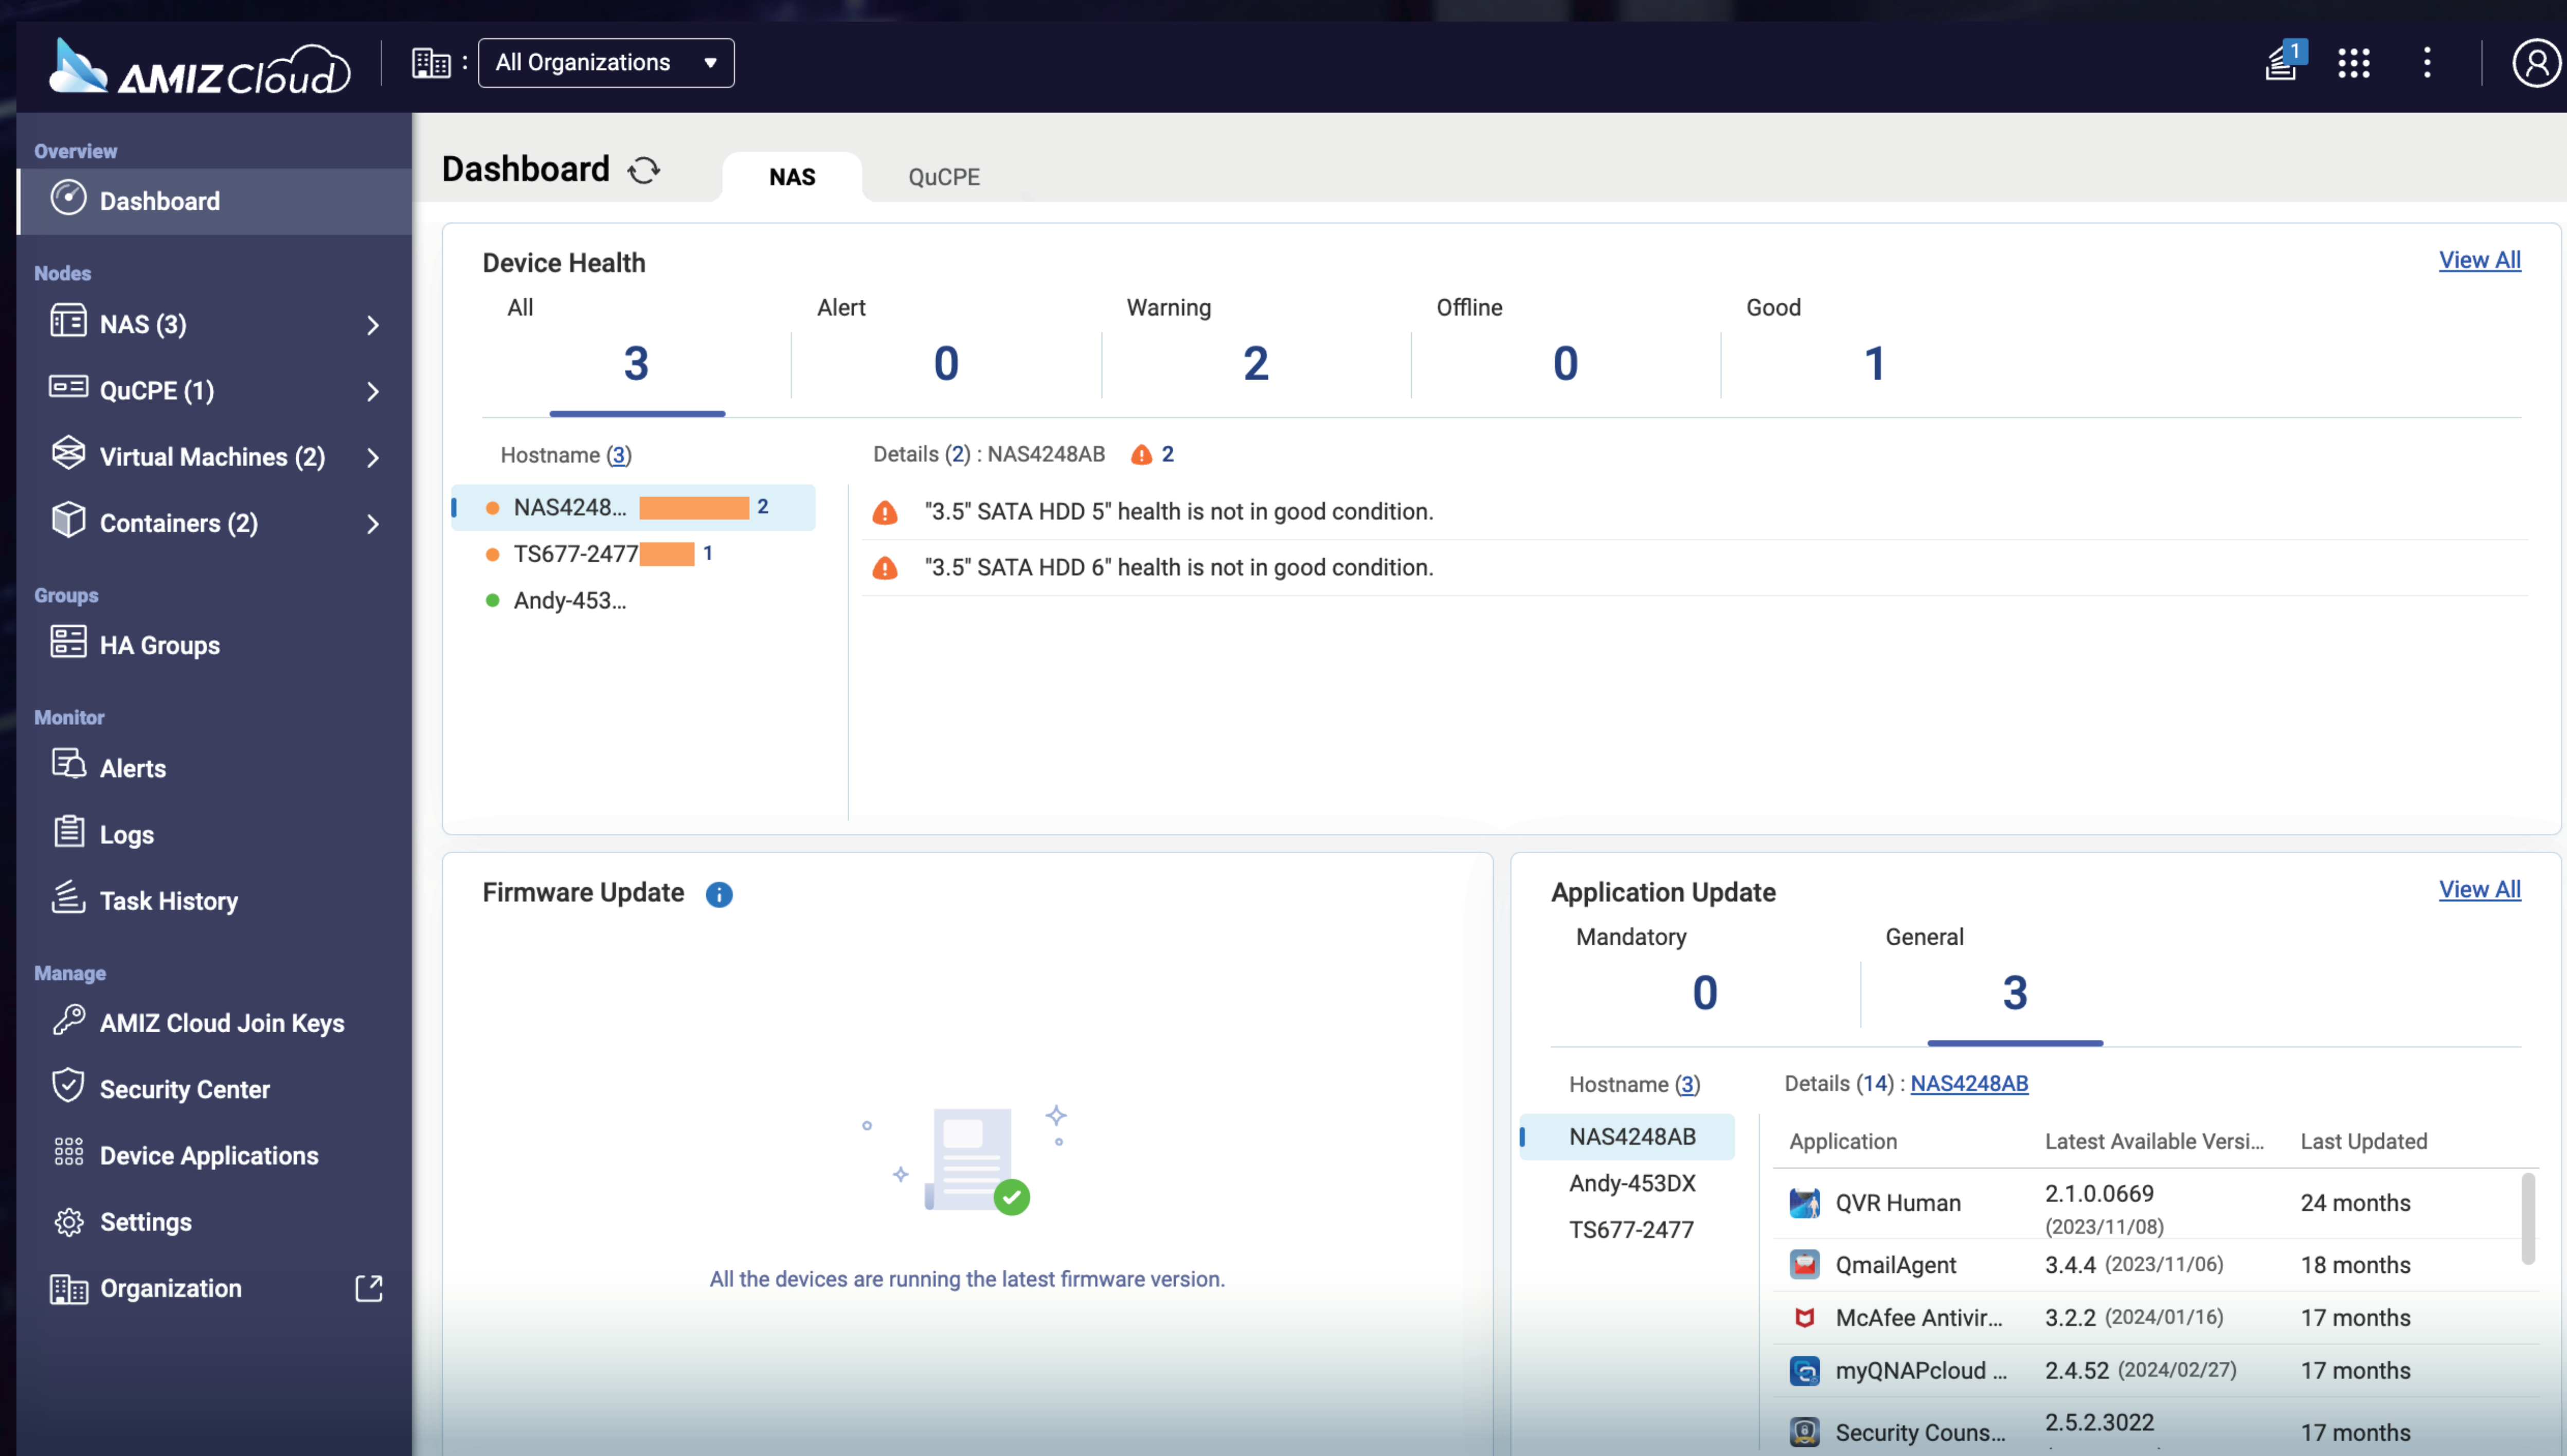 AMIZCloud
: All Organizations
1
Overview
Dashboard
Nodes
NAS (3)
QuCPE (1)
Virtual Machines (2)
Containers (2)
Groups
HA Groups
Monitor
Alerts
Logs
Task History
Manage
AMIZ Cloud Join Keys
Security Center
Device Applications
Settings
Organization
Dashboard
NAS
QuCPE
Device Health
View All
All
Alert
Warning
Offline
Good
3
0
2
0
1
Hostname (3)
NAS4248... 2
TS677-2477 1
Andy-453...
Details (2) : NAS4248AB 2
"3.5" SATA HDD 5" health is not in good condition.
"3.5" SATA HDD 6" health is not in good condition.
Firmware Update
All the devices are running the latest firmware version.
Application Update
View All
Mandatory
General
0
3
Hostname (3)
NAS4248AB
Andy-453DX
TS677-2477
Details (14) : NAS4248AB
Application Latest Available Versi... Last Updated
QVR Human 2.1.0.0669 (2023/11/08) 24 months
QmailAgent 3.4.4 (2023/11/06) 18 months
McAfee Antivir... 3.2.2 (2024/01/16) 17 months
myQNAPcloud ... 2.4.52 (2024/02/27) 17 months
Security Couns... 2.5.2.3022 17 months